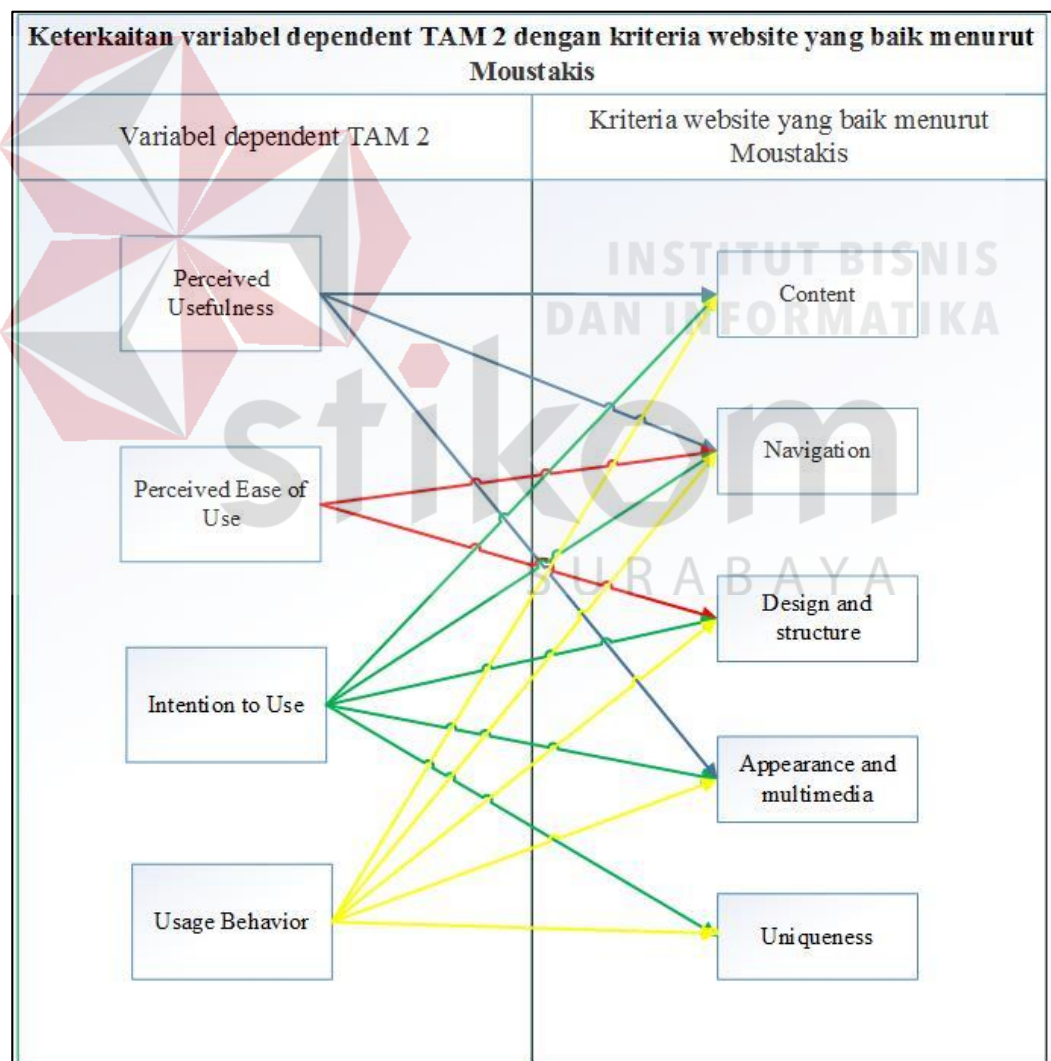 Keterkaitan variabel dependent TAM 2 dengan kriteria website yang baik menurut
Moustakis
Variabel dependent TAM 2
Kriteria website yang baik menurut
Moustakis
INSTITUT BISNIS
DAN INFORMATIKA
stikom
SURABAYA
Perceived
Usefulness
Perceived Ease of
Use
Intention to Use
Usage Behavior
Content
Navigation
Design and
structure
Appearance and
multimedia
Uniqueness